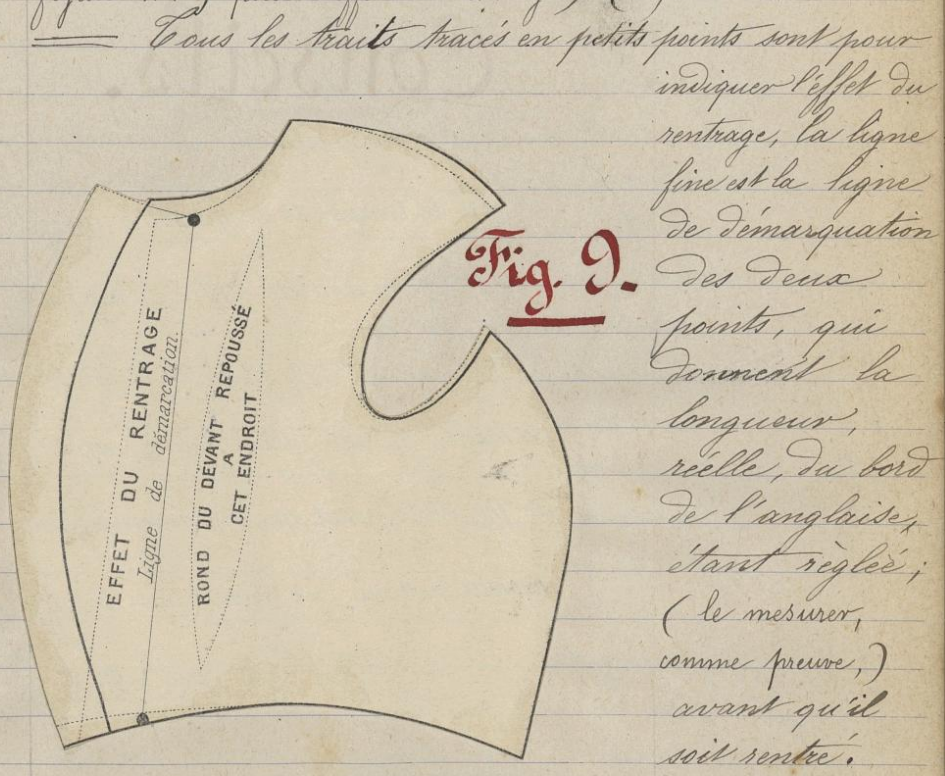 Tous les traits tracés en petits points sont pour
indiquer l'éffet du
rentrage, la ligne
fine est la ligne
de démarquation
des deux
points, qui
donnent la
longueur,
réelle, du bord
de l'anglaise,
étant règlée;
( le mesurer,
comme preuve, )
avant qu'il
soit rentré.
Fig. 9.
EFFET DU RENTRAGE
Ligne de démarcation
ROND DU DEVANT REPOUSSÉ
A
CET ENDROIT